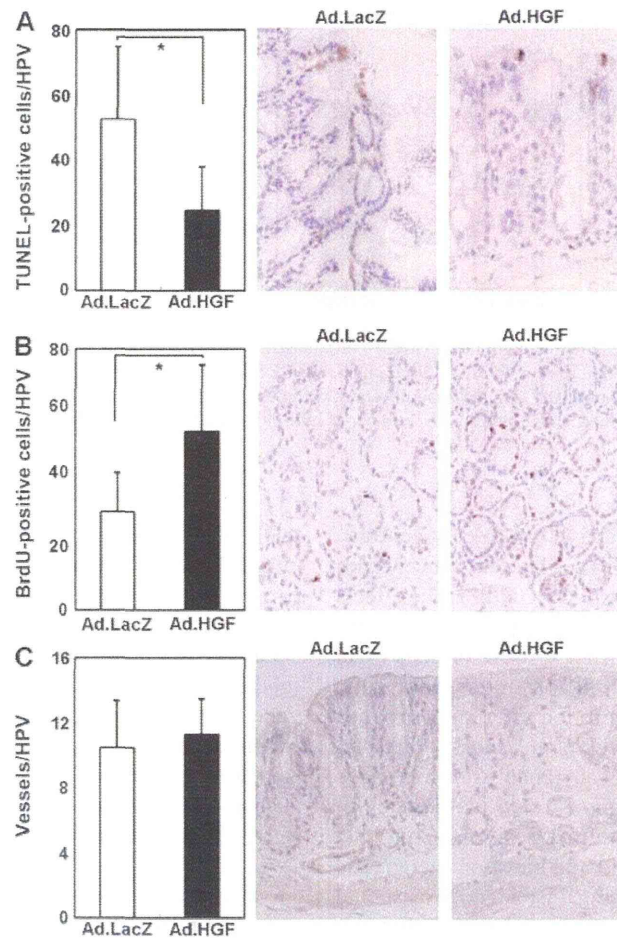 A
Ad.LacZ
Ad.HGF
TUNEL-positive cells/HPV
80
60
40
20
0
*
Ad.LacZ
Ad.HGF
B
Ad.LacZ
Ad.HGF
BrdU-positive cells/HPV
80
60
40
20
0
*
Ad.LacZ
Ad.HGF
C
Ad.LacZ
Ad.HGF
Vessels/HPV
16
12
8
4
0
Ad.LacZ
Ad.HGF